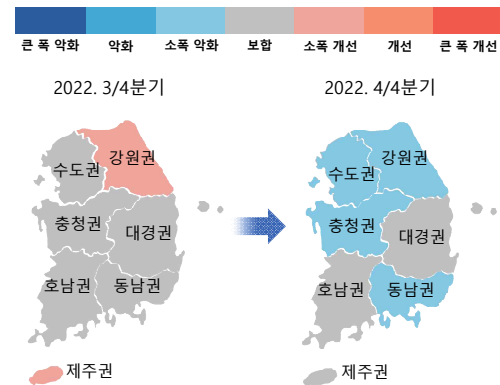 큰 폭 악화 악화 소폭 악화 보합 소폭 개선 개선 큰 폭 개선
2022. 3/4분기 2022. 4/4분기
수도권 강원권 수도권 강원권
충청권 대경권 충청권 대경권
호남권 동남권 호남권 동남권
제주권 제주권